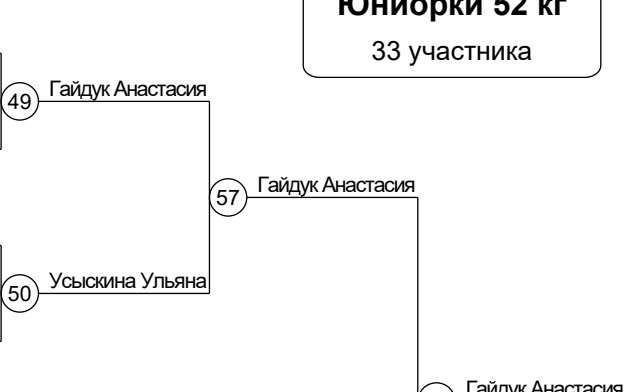 Юниорки 52 кг
33 участника
49
Гайдук Анастасия
57
Гайдук Анастасия
50
Усыскина Ульяна
Гайдук Анастасия